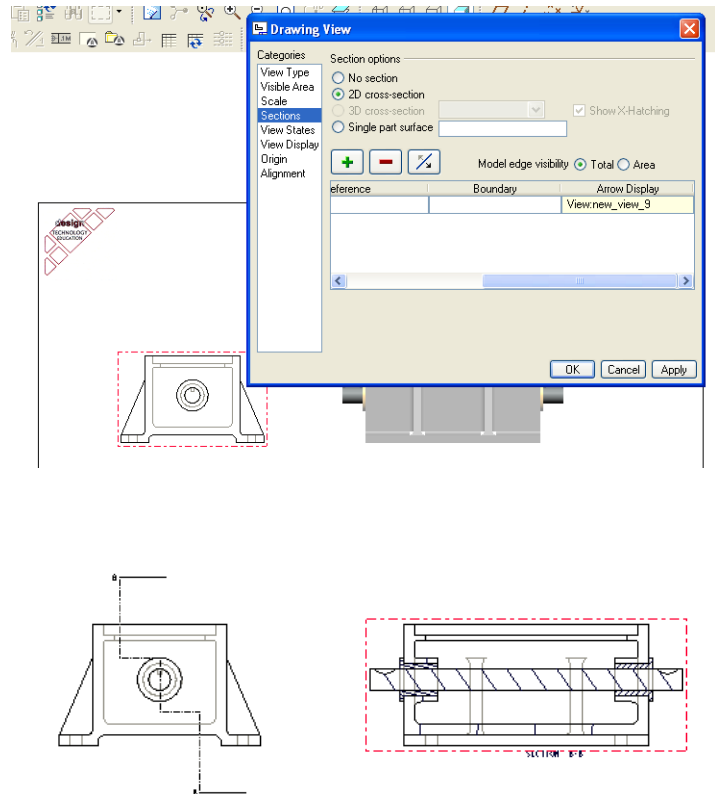 Drawing View
Categories
View Type
Visible Area
Scale
Sections
View States
View Display
Origin
Alignment
Section options
No section
2D cross-section
3D cross-section
Show X-Hatching
Single part surface
Model edge visibility Total Area
eference Boundary Arrow Display
View:new_view_9
OK Cancel Apply
design
TECHNOLOGY
EDUCATION
B
SECTION B-B